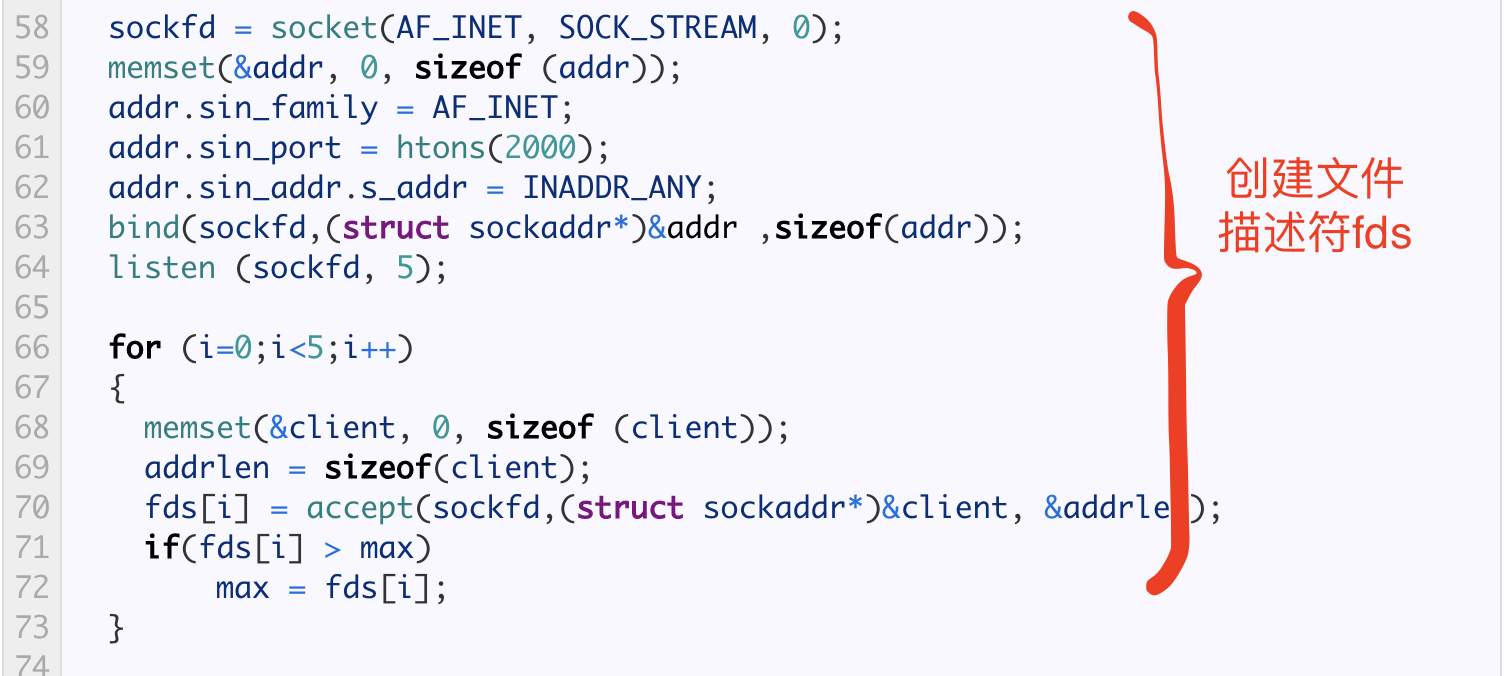 58 sockfd = socket(AF_INET, SOCK_STREAM, 0);
59 memset(&addr, 0, sizeof (addr));
60 addr.sin_family = AF_INET;
61 addr.sin_port = htons(2000);
62 addr.sin_addr.s_addr = INADDR_ANY;
63 bind(sockfd,(struct sockaddr*)&addr ,sizeof(addr));
64 listen (sockfd, 5);
65
66 for (i=0;i<5;i++)
67 {
68 memset(&client, 0, sizeof (client));
69 addrlen = sizeof(client);
70 fds[i] = accept(sockfd,(struct sockaddr*)&client, &addrle );
71 if(fds[i] > max)
72 max = fds[i];
73 }
74
创建文件
描述符fds